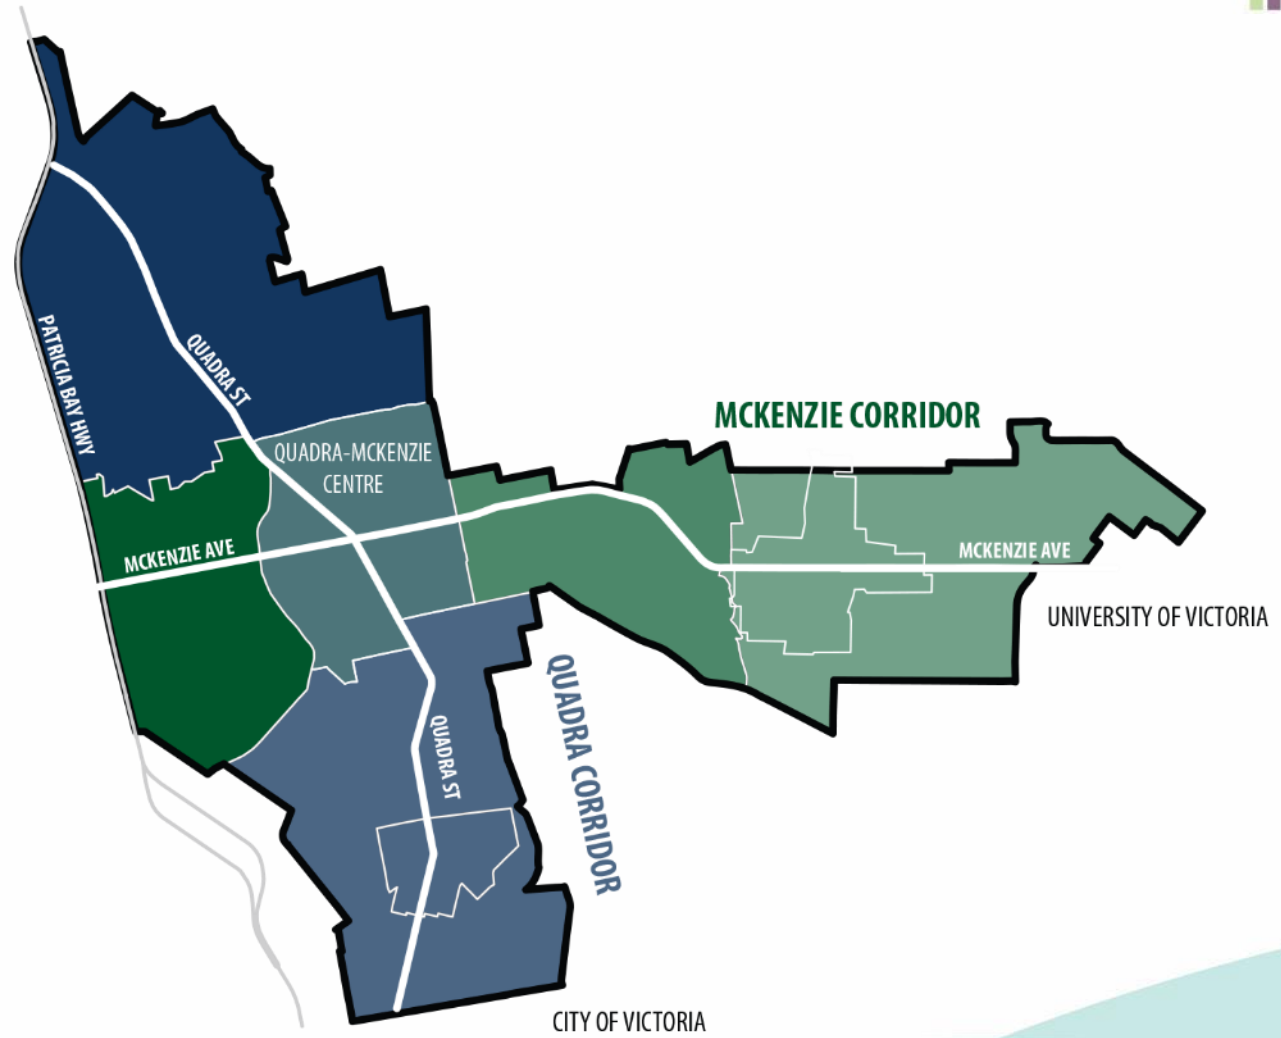 PATRICIA BAY HWY
QUADRA ST
MCKENZIE CORRIDOR
QUADRA-MCKENZIE
CENTRE
MCKENZIE AVE
MCKENZIE AVE
UNIVERSITY OF VICTORIA
QUADRA CORRIDOR
QUADRA ST
CITY OF VICTORIA